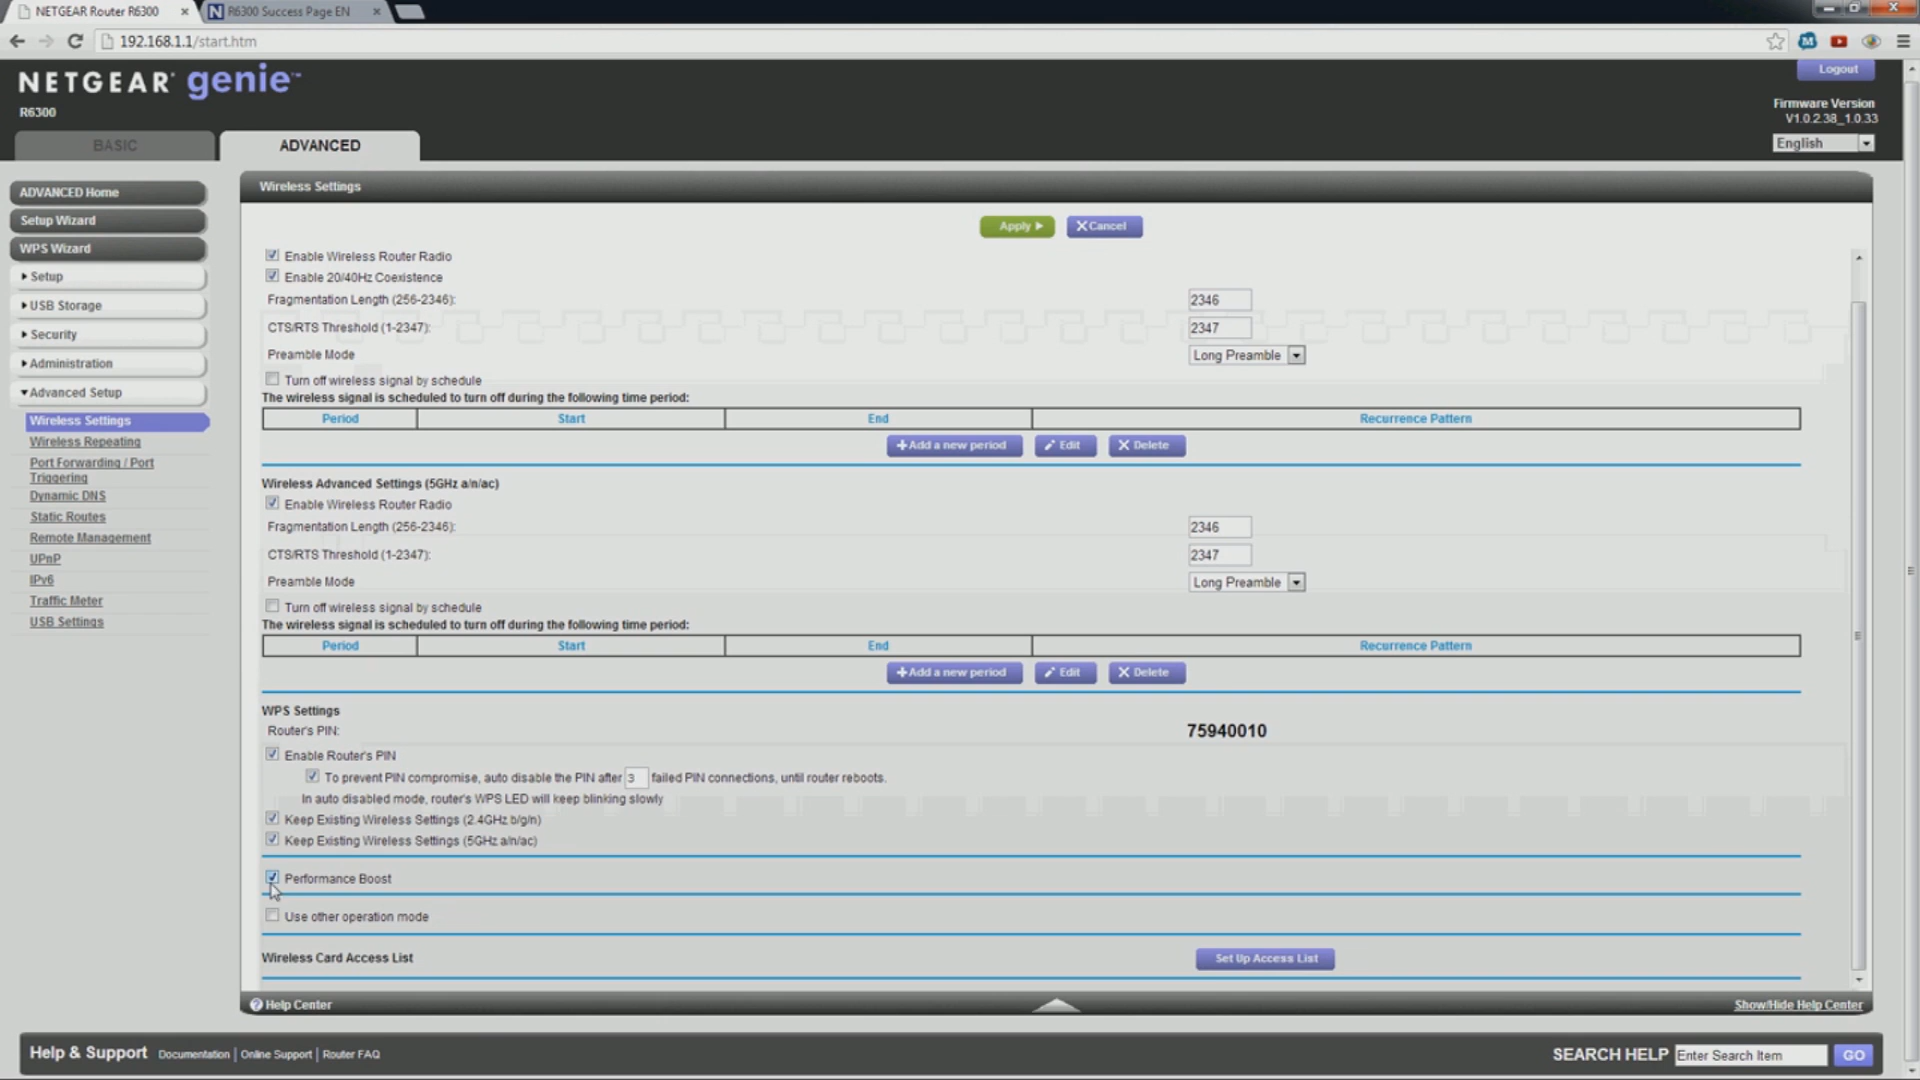 NETGEAR Router R6300
R6300 Success Page EN
192.168.1.1/start.htm
NETGEAR® genie™
Logout
R6300
Firmware Version
V1.0.2.38_1.0.33
BASIC
ADVANCED
English
ADVANCED Home
Setup Wizard
WPS Wizard
Setup
USB Storage
Security
Administration
Advanced Setup
Wireless Settings
Wireless Repeating
Port Forwarding / Port
Triggering
Dynamic DNS
Static Routes
Remote Management
UPnP
IPv6
Traffic Meter
USB Settings
Wireless Settings
Apply
Cancel
Enable Wireless Router Radio
Enable 20/40Hz Coexistence
Fragmentation Length (256-2346): 2346
CTS/RTS Threshold (1-2347): 2347
Preamble Mode Long Preamble
Turn off wireless signal by schedule
The wireless signal is scheduled to turn off during the following time period:
Period Start End Recurrence Pattern
Add a new period Edit Delete
Wireless Advanced Settings (5GHz a/n/ac)
Enable Wireless Router Radio
Fragmentation Length (256-2346): 2346
CTS/RTS Threshold (1-2347): 2347
Preamble Mode Long Preamble
Turn off wireless signal by schedule
The wireless signal is scheduled to turn off during the following time period:
Period Start End Recurrence Pattern
Add a new period Edit Delete
WPS Settings
Router's PIN: 75940010
Enable Router's PIN
To prevent PIN compromise, auto disable the PIN after 3 failed PIN connections, until router reboots.
In auto disabled mode, router's WPS LED will keep blinking slowly
Keep Existing Wireless Settings (2.4GHz b/g/n)
Keep Existing Wireless Settings (5GHz a/n/ac)
Performance Boost
Use other operation mode
Wireless Card Access List Set Up Access List
Help Center Show/Hide Help Center
Help & Support Documentation | Online Support | Router FAQ SEARCH HELP Enter Search Item GO